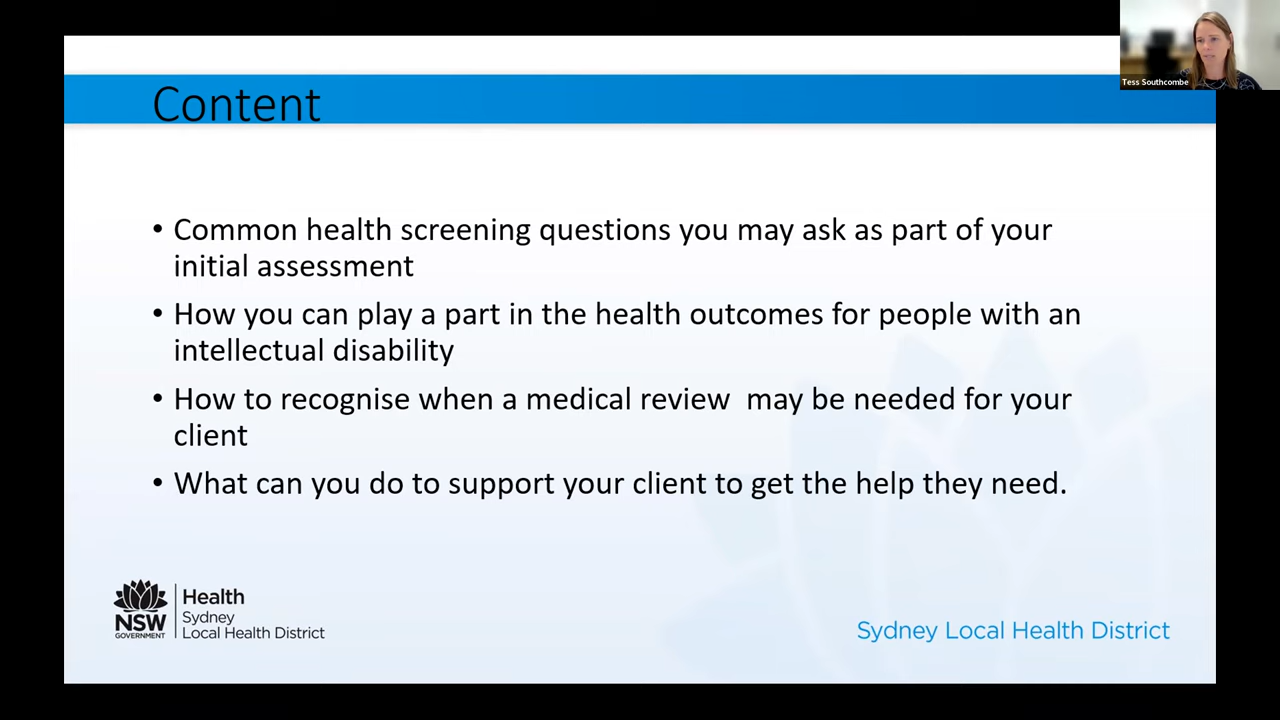 Content
Tess Southcombe
• Common health screening questions you may ask as part of your
initial assessment
• How you can play a part in the health outcomes for people with an
intellectual disability
• How to recognise when a medical review  may be needed for your
client
• What can you do to support your client to get the help they need.
NSW
GOVERNMENT
Health
Sydney
Local Health District
Sydney Local Health District